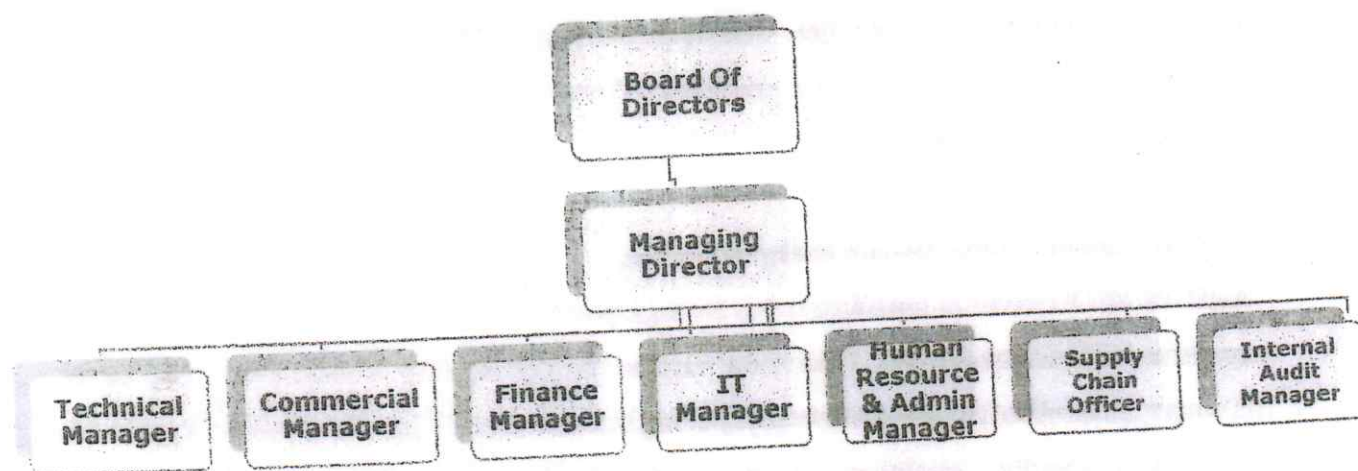 Board Of
Directors
Managing
Director
Technical
Manager
Commercial
Manager
Finance
Manager
IT
Manager
Human
Resource
& Admin
Manager
Supply
Chain
Officer
Internal
Audit
Manager